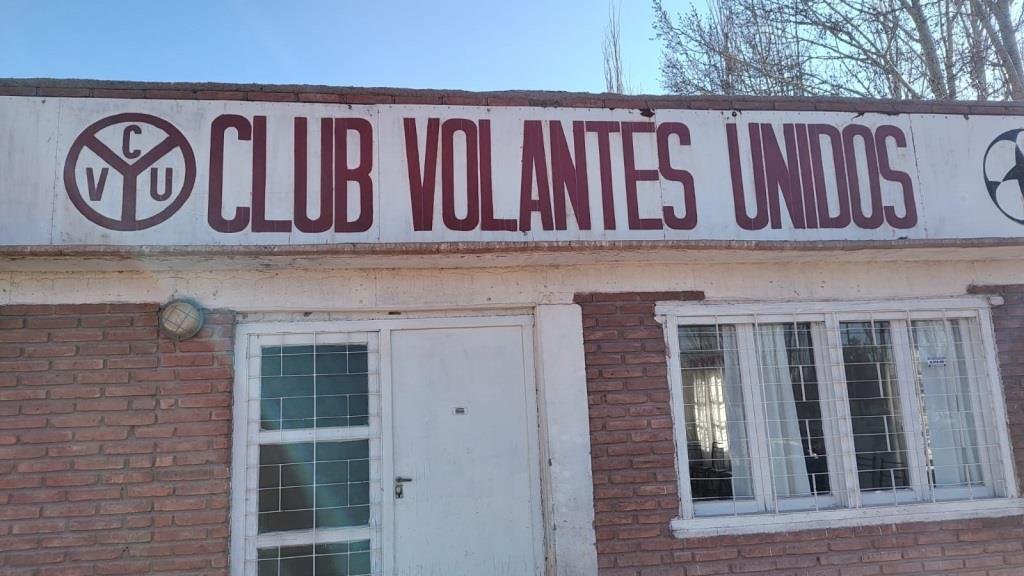 C
V U
CLUB VOLANTES UNIDOS